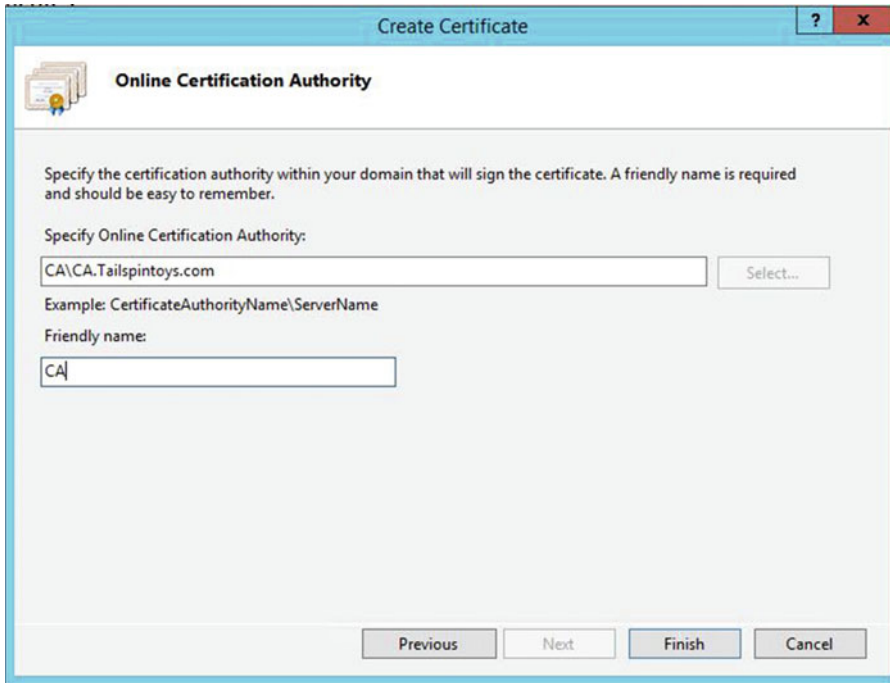 Create Certificate
?
x
Online Certification Authority
Specify the certification authority within your domain that will sign the certificate. A friendly name is required
and should be easy to remember.
Specify Online Certification Authority:
CA\CA.Tailspintoys.com
Select...
Example: CertificateAuthorityName\ServerName
Friendly name:
CA
Previous
Next
Finish
Cancel